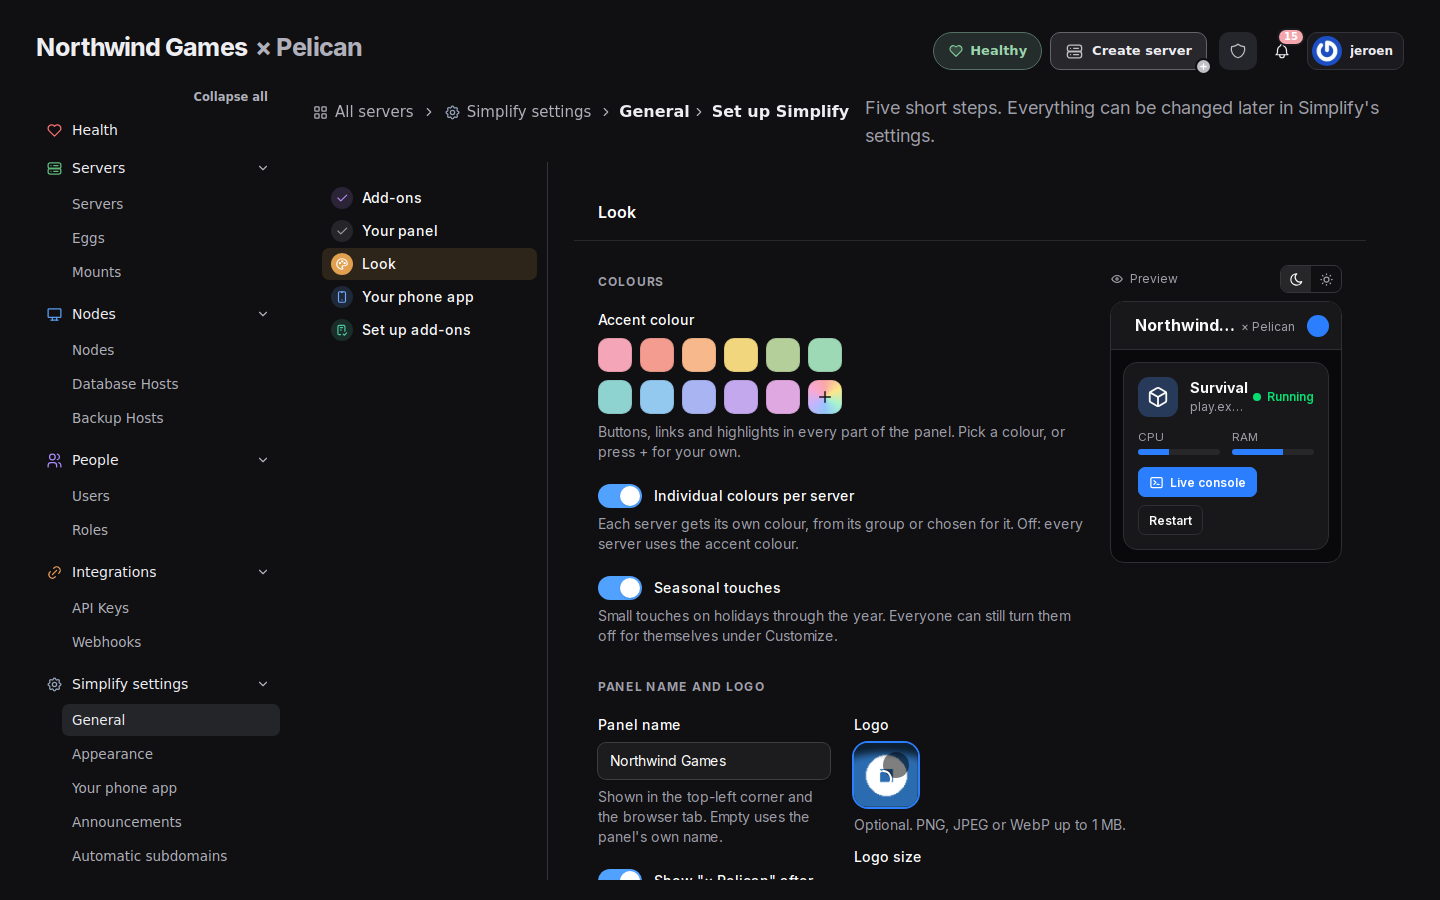 Northwind Games × Pelican
Healthy
Create server
15
jeroen
Collapse all
Health
Servers
Servers
Eggs
Mounts
Nodes
Nodes
Database Hosts
Backup Hosts
People
Users
Roles
Integrations
API Keys
Webhooks
Simplify settings
General
Appearance
Your phone app
Announcements
Automatic subdomains
All servers > Simplify settings > General > Set up Simplify
Five short steps. Everything can be changed later in Simplify's
settings.
Add-ons
Your panel
Look
Your phone app
Set up add-ons
Look
COLOURS
Accent colour
Buttons, links and highlights in every part of the panel. Pick a colour, or
press + for your own.
Individual colours per server
Each server gets its own colour, from its group or chosen for it. Off: every
server uses the accent colour.
Seasonal touches
Small touches on holidays through the year. Everyone can still turn them
off for themselves under Customize.
Preview
Northwind... × Pelican
Survival
play.ex...
Running
CPU
RAM
Live console
Restart
PANEL NAME AND LOGO
Panel name
Northwind Games
Shown in the top-left corner and
the browser tab. Empty uses the
panel's own name.
Show "× Pelican" after
Logo
Optional. PNG, JPEG or WebP up to 1 MB.
Logo size